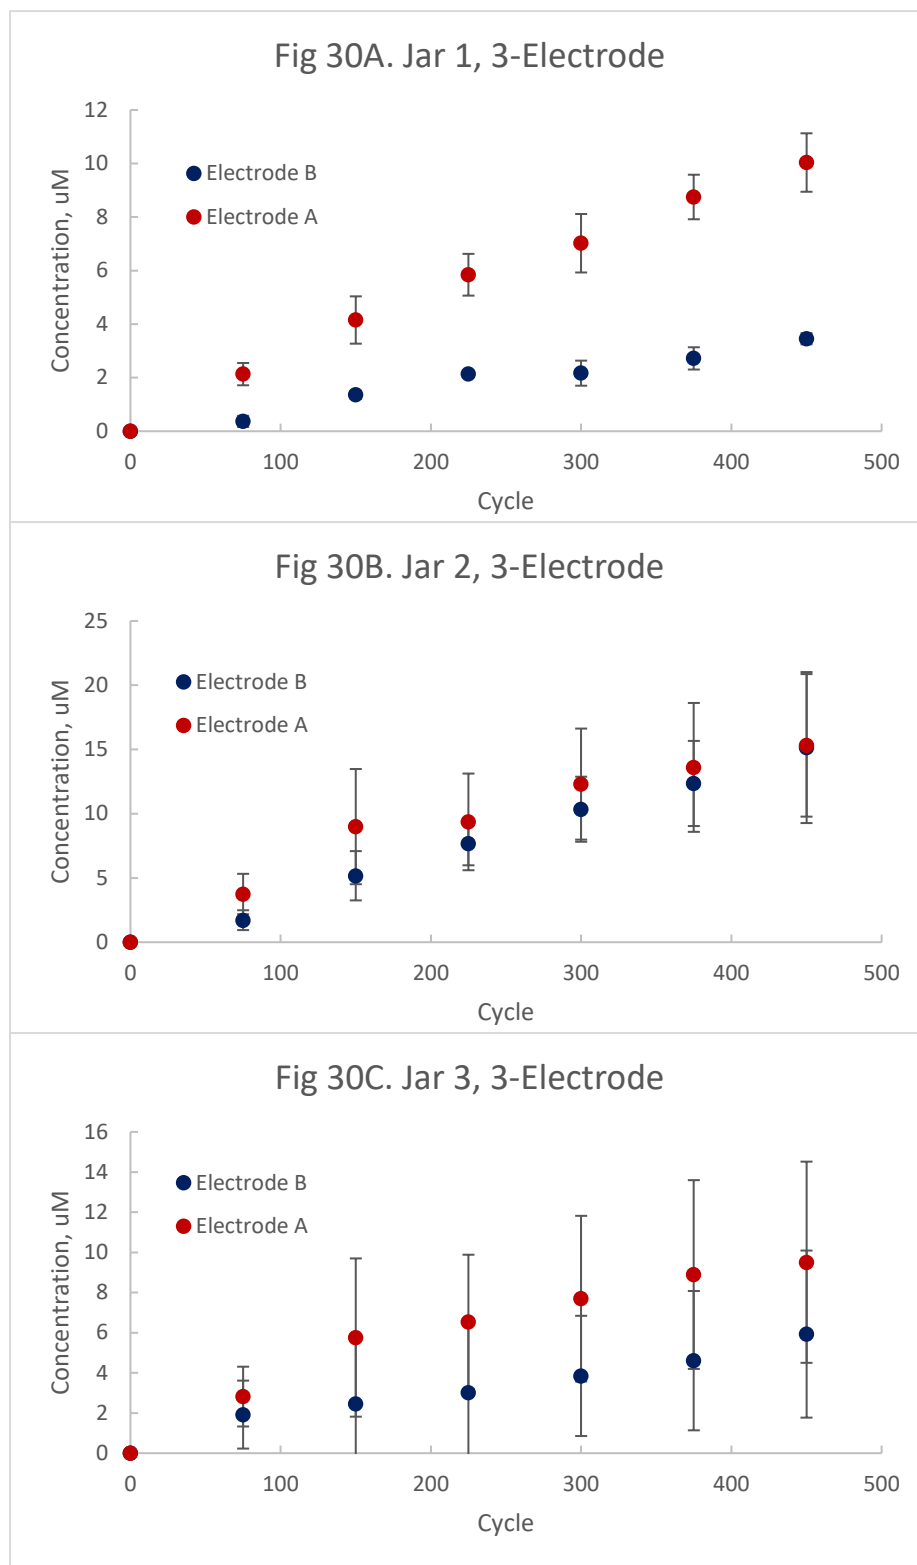 Fig 30A. Jar 1, 3-Electrode
12
10
8
6
4
2
0
Concentration, uM
Electrode B
Electrode A
0 100 200 300 400 500
Cycle
Fig 30B. Jar 2, 3-Electrode
25
20
15
10
5
0
Concentration, uM
Electrode B
Electrode A
0 100 200 300 400 500
Cycle
Fig 30C. Jar 3, 3-Electrode
16
14
12
10
8
6
4
2
0
Concentration, uM
Electrode B
Electrode A
0 100 200 300 400 500
Cycle